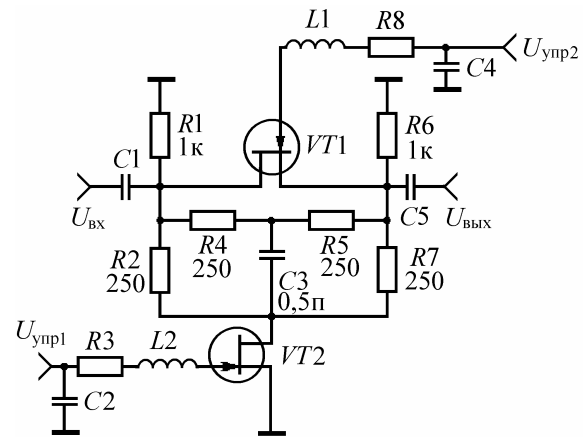 L1
R8
Uупр2
C4
R1
1к
R6
1к
VT1
C1
C5
Uвх
Uвых
R4
250
R5
250
R2
250
R7
250
C3
0,5п
Uупр1
R3
L2
VT2
C2